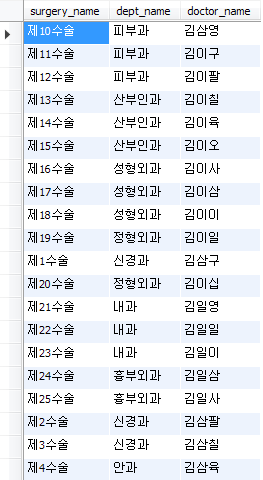 surgery_name dept_name doctor_name
제10수술 피부과 김삼영
제11수술 피부과 김이구
제12수술 피부과 김이팔
제13수술 산부인과 김이칠
제14수술 산부인과 김이육
제15수술 산부인과 김이오
제16수술 성형외과 김이사
제17수술 성형외과 김이삼
제18수술 성형외과 김이이
제19수술 정형외과 김이일
제1수술 신경과 김삼구
제20수술 정형외과 김이십
제21수술 내과 김일영
제22수술 내과 김일일
제23수술 내과 김일이
제24수술 흉부외과 김일삼
제25수술 흉부외과 김일사
제2수술 신경과 김삼팔
제3수술 신경과 김삼칠
제4수술 안과 김삼육